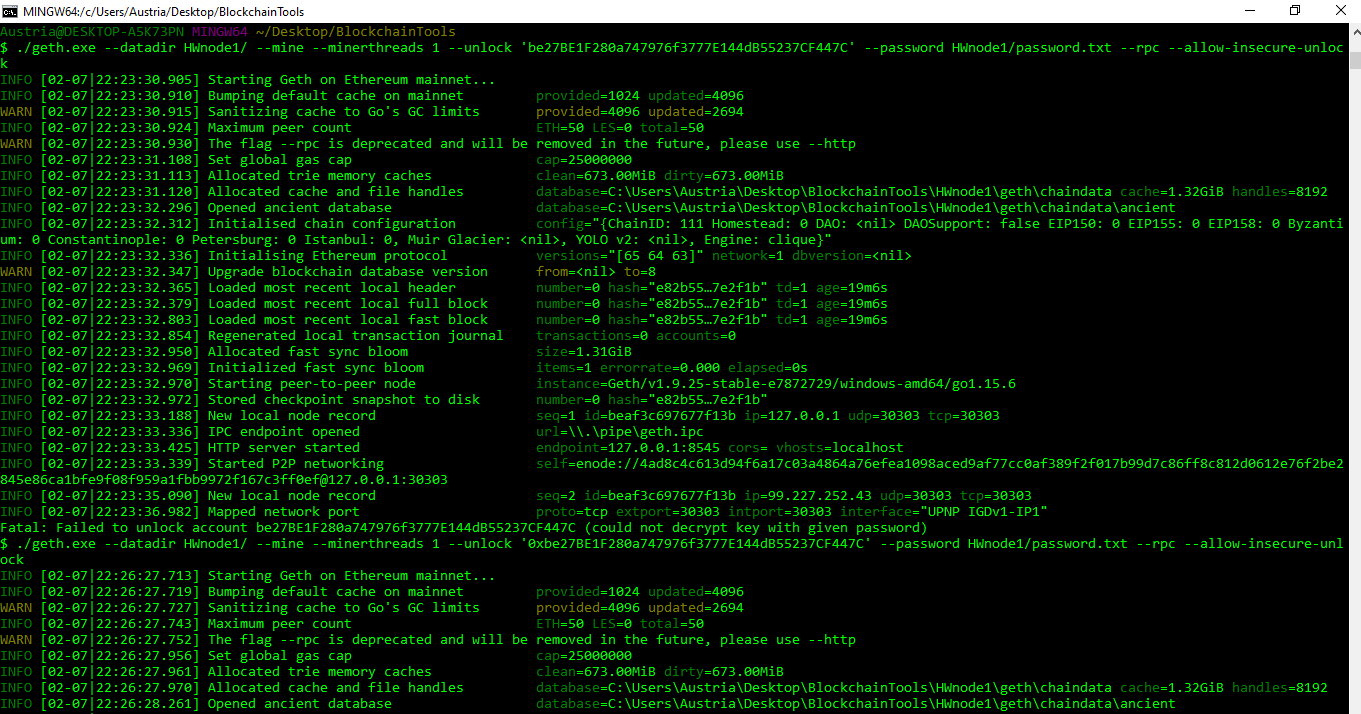 MINGW64:/c/Users/Austria/Desktop/BlockchainTools
Austria@DESKTOP-A5K73PN MINGW64 ~/Desktop/BlockchainTools
$ ./geth.exe --datadir HWnode1/ --mine --minerthreads 1 --unlock 'be27BE1F280a747976f3777E144dB55237CF447C' --password HWnode1/password.txt --rpc --allow-insecure-unloc
k
INFO [02-07|22:23:30.905] Starting Geth on Ethereum mainnet...
INFO [02-07|22:23:30.910] Bumping default cache on mainnet         provided=1024 updated=4096
WARN [02-07|22:23:30.915] Sanitizing cache to Go's GC limits       provided=4096 updated=2694
INFO [02-07|22:23:30.924] Maximum peer count                       ETH=50 LES=0 total=50
WARN [02-07|22:23:30.930] The flag --rpc is deprecated and will be removed in the future, please use --http
INFO [02-07|22:23:31.108] Set global gas cap                       cap=25000000
INFO [02-07|22:23:31.113] Allocated trie memory caches             clean=673.00MiB dirty=673.00MiB
INFO [02-07|22:23:31.120] Allocated cache and file handles         database=C:\Users\Austria\Desktop\BlockchainTools\HWnode1\geth\chaindata cache=1.32GiB handles=8192
INFO [02-07|22:23:32.296] Opened ancient database                  database=C:\Users\Austria\Desktop\BlockchainTools\HWnode1\geth\chaindata\ancient
INFO [02-07|22:23:32.312] Initialised chain configuration          config="{ChainID: 111 Homestead: 0 DAO: <nil> DAOSupport: false EIP150: 0 EIP155: 0 EIP158: 0 Byzanti
um: 0 Constantinople: 0 Petersburg: 0 Istanbul: 0, Muir Glacier: <nil>, YOLO v2: <nil>, Engine: clique}"
INFO [02-07|22:23:32.336] Initialising Ethereum protocol           versions="[65 64 63]" network=1 dbversion=<nil>
WARN [02-07|22:23:32.347] Upgrade blockchain database version      from=<nil> to=8
INFO [02-07|22:23:32.365] Loaded most recent local header          number=0 hash="e82b55…7e2f1b" td=1 age=19m6s
INFO [02-07|22:23:32.379] Loaded most recent local full block      number=0 hash="e82b55…7e2f1b" td=1 age=19m6s
INFO [02-07|22:23:32.803] Loaded most recent local fast block      number=0 hash="e82b55…7e2f1b" td=1 age=19m6s
INFO [02-07|22:23:32.854] Regenerated local transaction journal    transactions=0 accounts=0
INFO [02-07|22:23:32.950] Allocated fast sync bloom                size=1.31GiB
INFO [02-07|22:23:32.969] Initialized fast sync bloom              items=1 errorrate=0.000 elapsed=0s
INFO [02-07|22:23:32.970] Starting peer-to-peer node               instance=Geth/v1.9.25-stable-e7872729/windows-amd64/go1.15.6
INFO [02-07|22:23:32.972] Stored checkpoint snapshot to disk       number=0 hash="e82b55…7e2f1b"
INFO [02-07|22:23:33.188] New local node record                    seq=1 id=beaf3c697677f13b ip=127.0.0.1 udp=30303 tcp=30303
INFO [02-07|22:23:33.336] IPC endpoint opened                      url=\\.\pipe\geth.ipc
INFO [02-07|22:23:33.425] HTTP server started                      endpoint=127.0.0.1:8545 cors= vhosts=localhost
INFO [02-07|22:23:33.339] Started P2P networking                   self=enode://4ad8c4c613d94f6a17c03a4864a76efea1098aced9af77cc0af389f2f017b99d7c86ff8c812d0612e76f2be2
845e86ca1bfe9f08f959a1fbb9972f167c3ff0ef@127.0.0.1:30303
INFO [02-07|22:23:35.090] New local node record                    seq=2 id=beaf3c697677f13b ip=99.227.252.43 udp=30303 tcp=30303
INFO [02-07|22:23:36.982] Mapped network port                      proto=tcp extport=30303 intport=30303 interface="UPNP IGDv1-IP1"
Fatal: Failed to unlock account be27BE1F280a747976f3777E144dB55237CF447C (could not decrypt key with given password)
$ ./geth.exe --datadir HWnode1/ --mine --minerthreads 1 --unlock '0xbe27BE1F280a747976f3777E144dB55237CF447C' --password HWnode1/password.txt --rpc --allow-insecure-unl
ock
INFO [02-07|22:26:27.713] Starting Geth on Ethereum mainnet...
INFO [02-07|22:26:27.719] Bumping default cache on mainnet         provided=1024 updated=4096
WARN [02-07|22:26:27.727] Sanitizing cache to Go's GC limits       provided=4096 updated=2694
INFO [02-07|22:26:27.743] Maximum peer count                       ETH=50 LES=0 total=50
WARN [02-07|22:26:27.752] The flag --rpc is deprecated and will be removed in the future, please use --http
INFO [02-07|22:26:27.956] Set global gas cap                       cap=25000000
INFO [02-07|22:26:27.961] Allocated trie memory caches             clean=673.00MiB dirty=673.00MiB
INFO [02-07|22:26:27.970] Allocated cache and file handles         database=C:\Users\Austria\Desktop\BlockchainTools\HWnode1\geth\chaindata cache=1.32GiB handles=8192
INFO [02-07|22:26:28.261] Opened ancient database                  database=C:\Users\Austria\Desktop\BlockchainTools\HWnode1\geth\chaindata\ancient